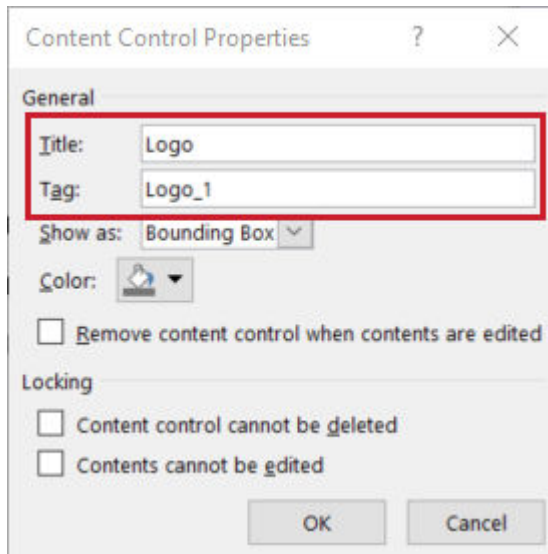 Content Control Properties ? ×
General
Title: Logo
Tag: Logo_1
Show as: Bounding Box
Color:
Remove content control when contents are edited
Locking
Content control cannot be deleted
Contents cannot be edited
OK Cancel